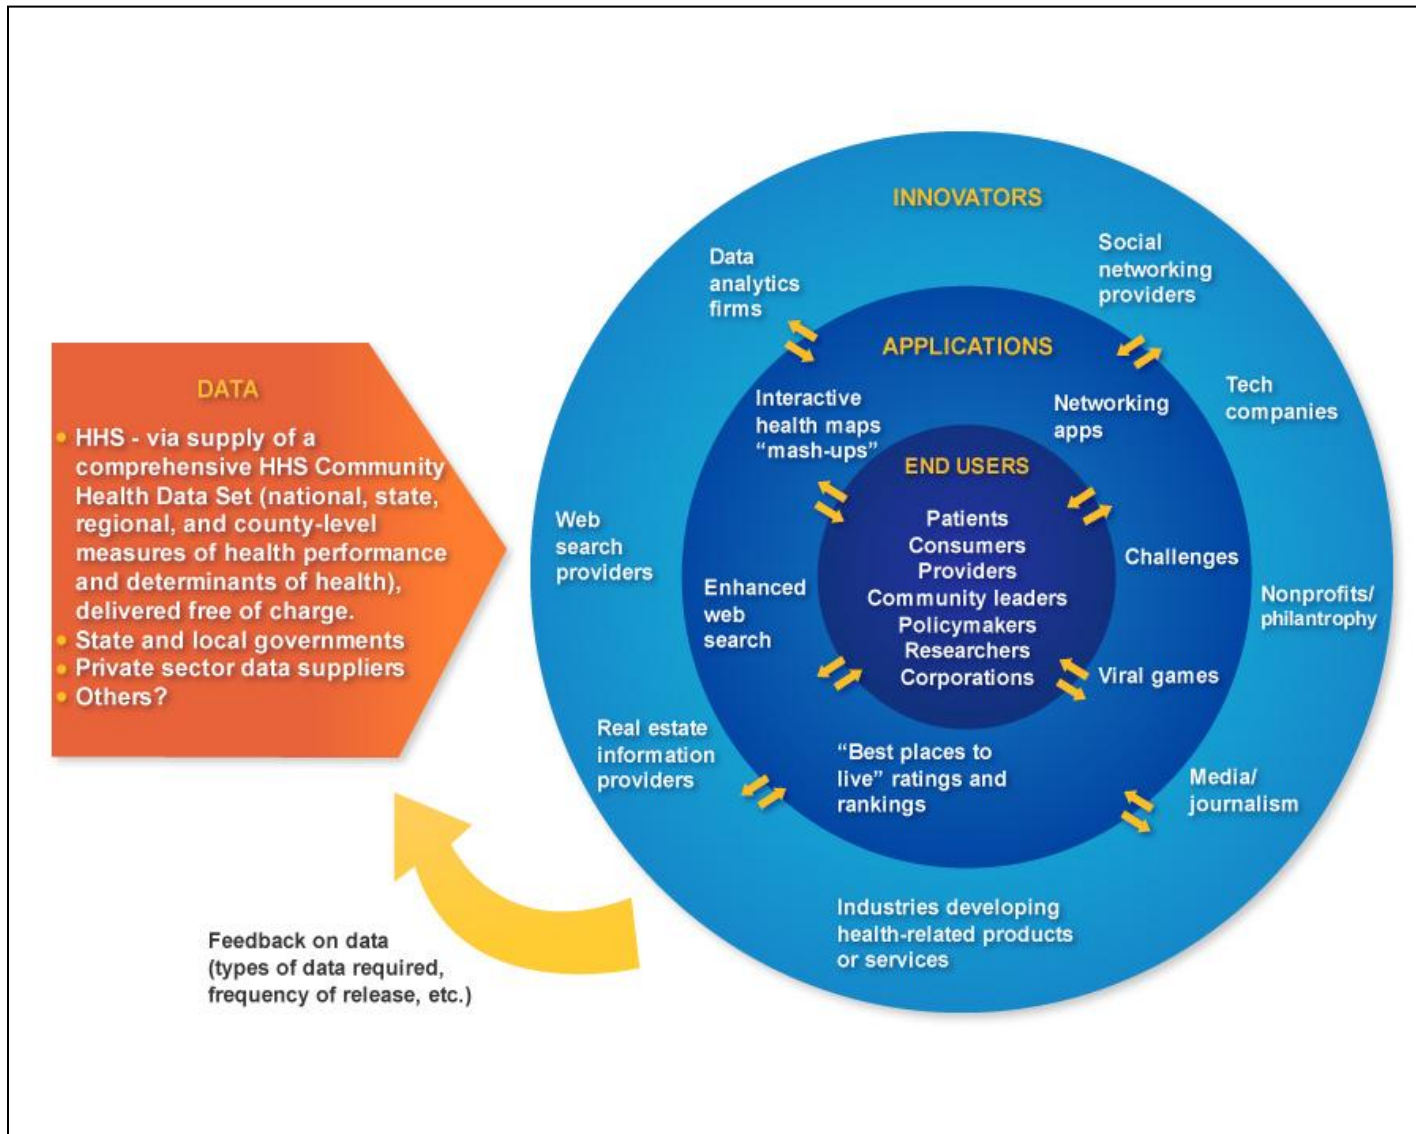 DATA
HHS - via supply of a
comprehensive HHS Community
Health Data Set (national, state,
regional, and county-level
measures of health performance
and determinants of health),
delivered free of charge.
State and local governments
Private sector data suppliers
Others?
Feedback on data
(types of data required,
frequency of release, etc.)
INNOVATORS
Data
analytics
firms
Social
networking
providers
Tech
companies
Web
search
providers
Nonprofits/
philantrophy
Real estate
information
providers
Media/
journalism
Industries developing
health-related products
or services
APPLICATIONS
Interactive
health maps
“mash-ups”
Networking
apps
Enhanced
web
search
Challenges
Viral games
“Best places to
live” ratings and
rankings
END USERS
Patients
Consumers
Providers
Community leaders
Policymakers
Researchers
Corporations